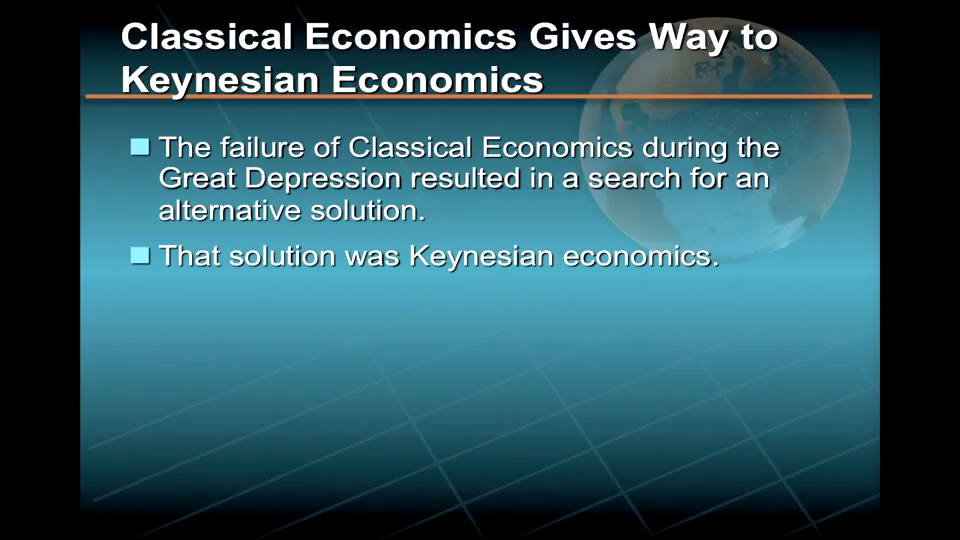 Classical Economics Gives Way to
Keynesian Economics
The failure of Classical Economics during the
Great Depression resulted in a search for an
alternative solution.
That solution was Keynesian economics.